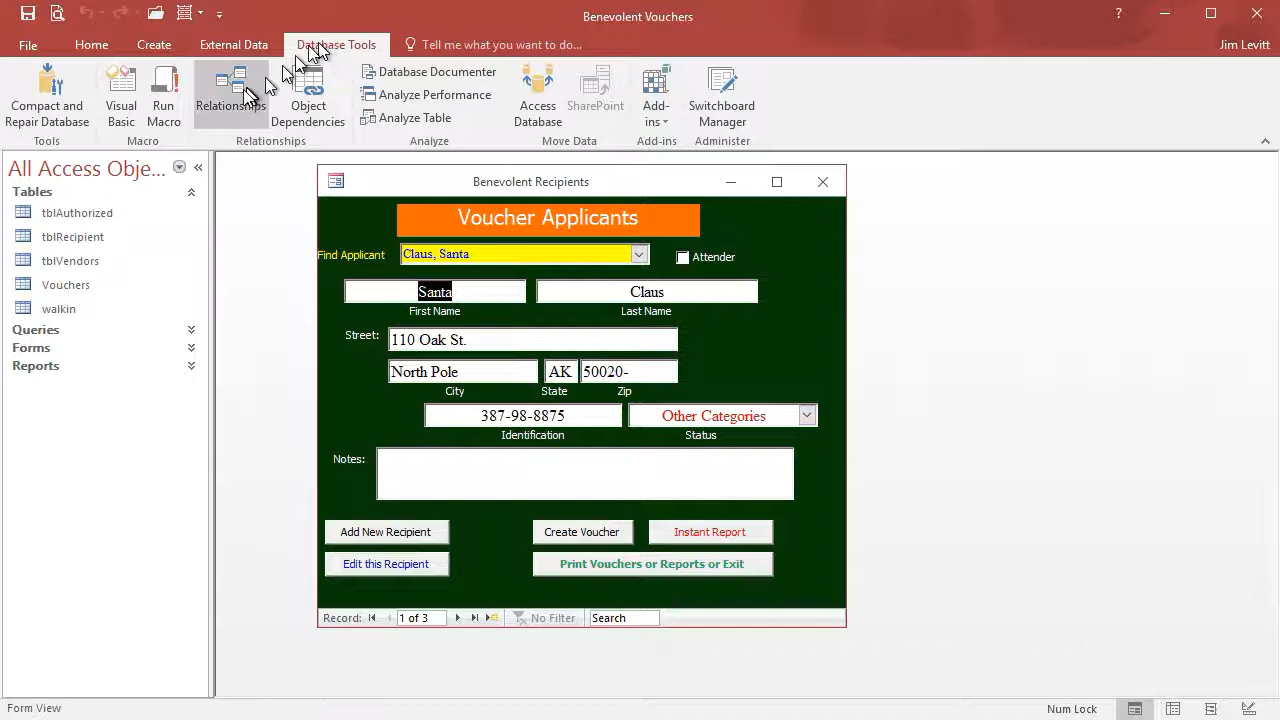 Benevolent Vouchers
?
File Home Create External Data Database Tools Tell me what you want to do... Jim Levitt
Compact and Repair Database
Visual Basic
Run Macro
Relationships
Object Dependencies
Database Documenter
Analyze Performance
Analyze Table
Access Database
SharePoint
Add-ins
Switchboard Manager
Tools Macro Relationships Analyze Move Data Add-ins Administer
All Access Obje...
Tables
tblAuthorized
tblRecipient
tblVendors
Vouchers
walkin
Queries
Forms
Reports
Benevolent Recipients
Voucher Applicants
Find Applicant Claus, Santa Attender
Santa Claus
First Name Last Name
Street: 110 Oak St.
North Pole AK 50020-
City State Zip
387-98-8875 Other Categories
Identification Status
Notes:
Add New Recipient Create Voucher Instant Report
Edit this Recipient Print Vouchers or Reports or Exit
Record: 1 of 3 No Filter Search
Form View Num Lock